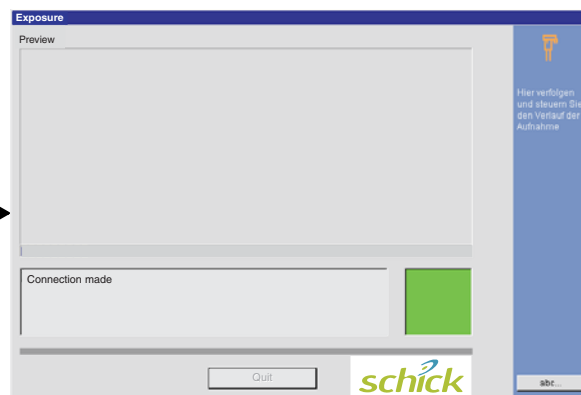 Exposure
Preview
Hier verfolgen
und steuern Sie
den Verlauf der
Aufnahme
Connection made
Quit
schick
abc...